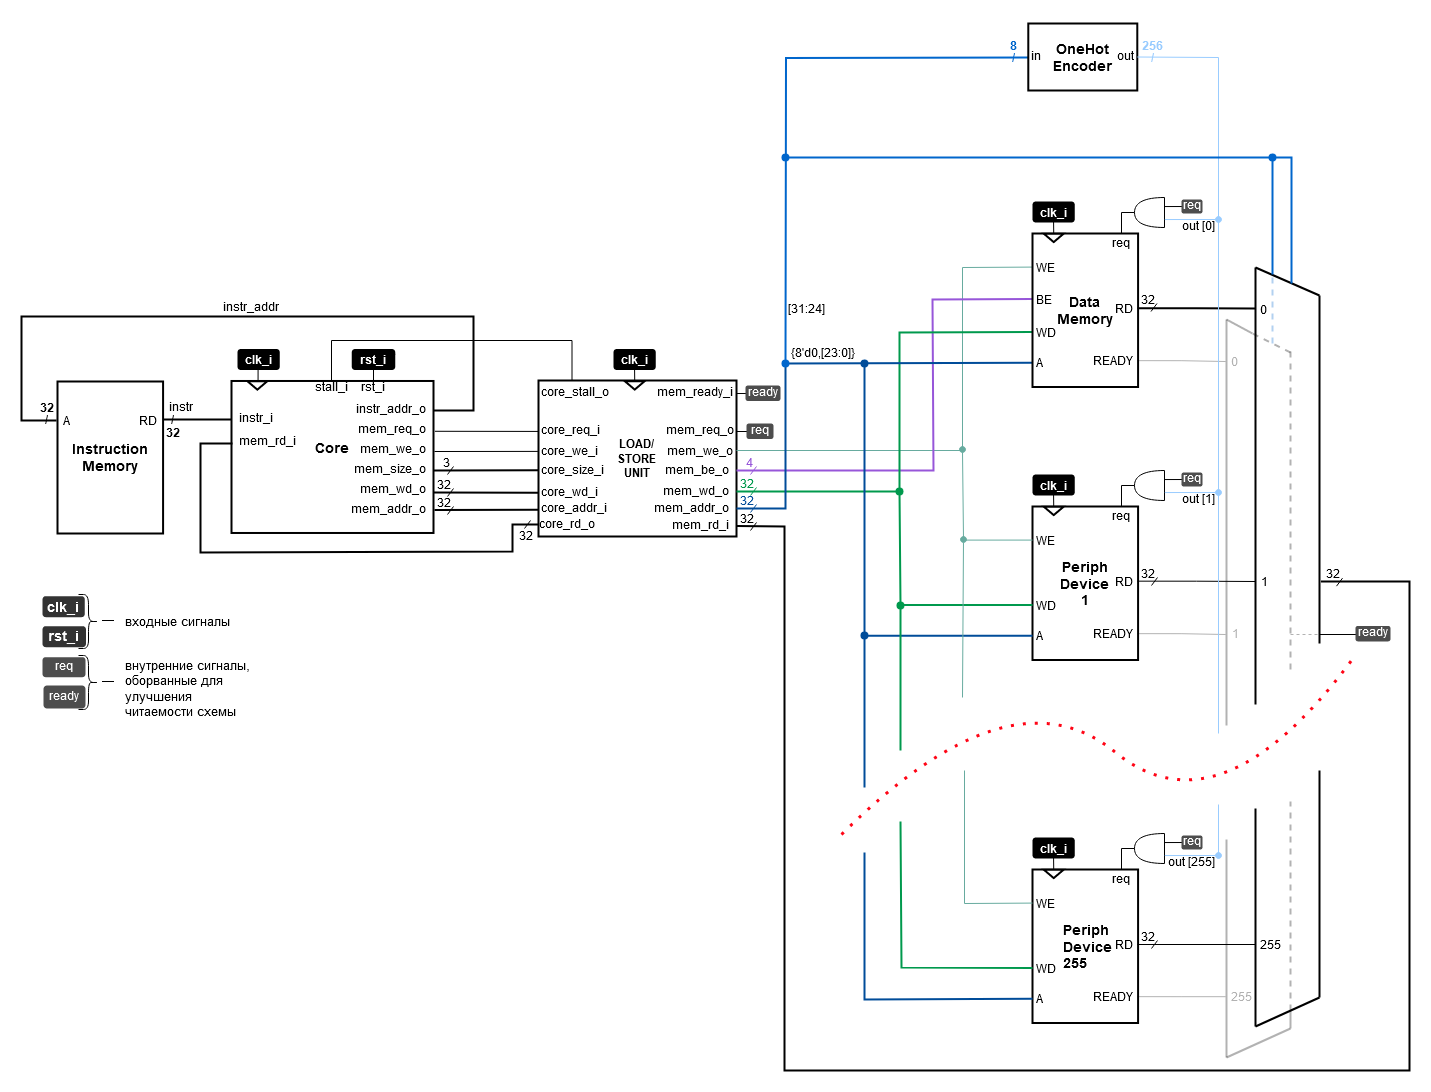 8
in
OneHot
Encoder
out
256
[31:24]
{8'd0,[23:0]}
instr_addr
clk_i
rst_i
stall_i
rst_i
32
A
RD
Instruction
Memory
instr
32
instr_i
mem_rd_i
Core
instr_addr_o
mem_req_o
mem_we_o
mem_size_o
mem_wd_o
mem_addr_o
3
32
32
32
clk_i
core_stall_o
core_req_i
core_we_i
core_size_i
core_wd_i
core_addr_i
core_rd_o
LOAD/
STORE
UNIT
mem_ready_i
mem_req_o
mem_we_o
mem_be_o
mem_wd_o
mem_addr_o
mem_rd_i
ready
req
4
32
32
32
clk_i
req
out [0]
req
WE
BE
WD
A
Data
Memory
RD
READY
32
0
0
clk_i
req
out [1]
req
WE
WD
A
Periph
Device
1
RD
READY
32
1
1
32
ready
clk_i
req
out [255]
req
WE
WD
A
Periph
Device
255
RD
READY
32
255
255
clk_i
rst_i
входные сигналы
req
ready
внутренние сигналы,
оборванные для
улучшения
читаемости схемы